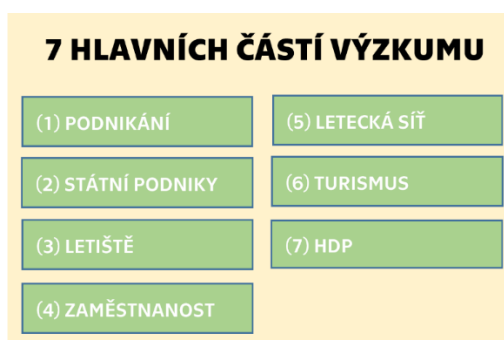 7 HLAVNÍCH ČÁSTÍ VÝZKUMU
(1) PODNIKÁNÍ
(2) STÁTNÍ PODNIKY
(3) LETIŠTĚ
(4) ZAMĚSTNANOST
(5) LETECKÁ SÍŤ
(6) TURISMUS
(7) HDP